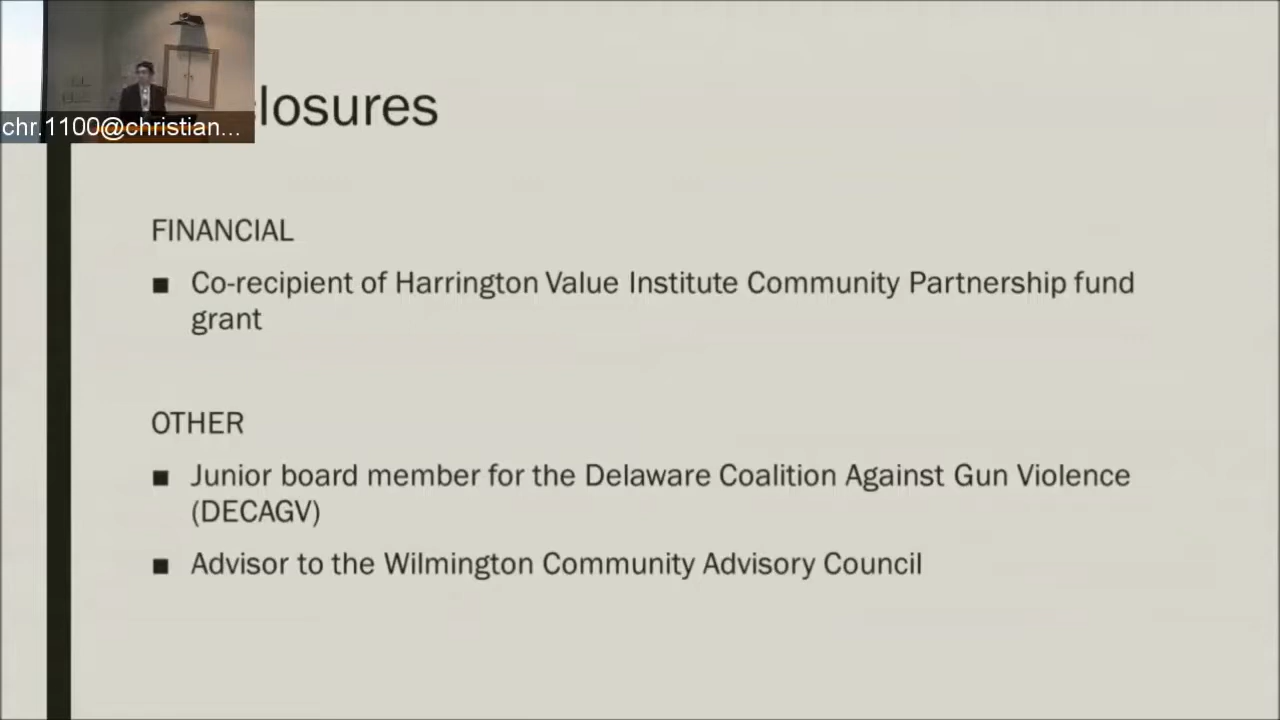 closures
chr.1100@christian...
FINANCIAL
■ Co-recipient of Harrington Value Institute Community Partnership fund
grant
OTHER
■ Junior board member for the Delaware Coalition Against Gun Violence
(DECAGV)
■ Advisor to the Wilmington Community Advisory Council